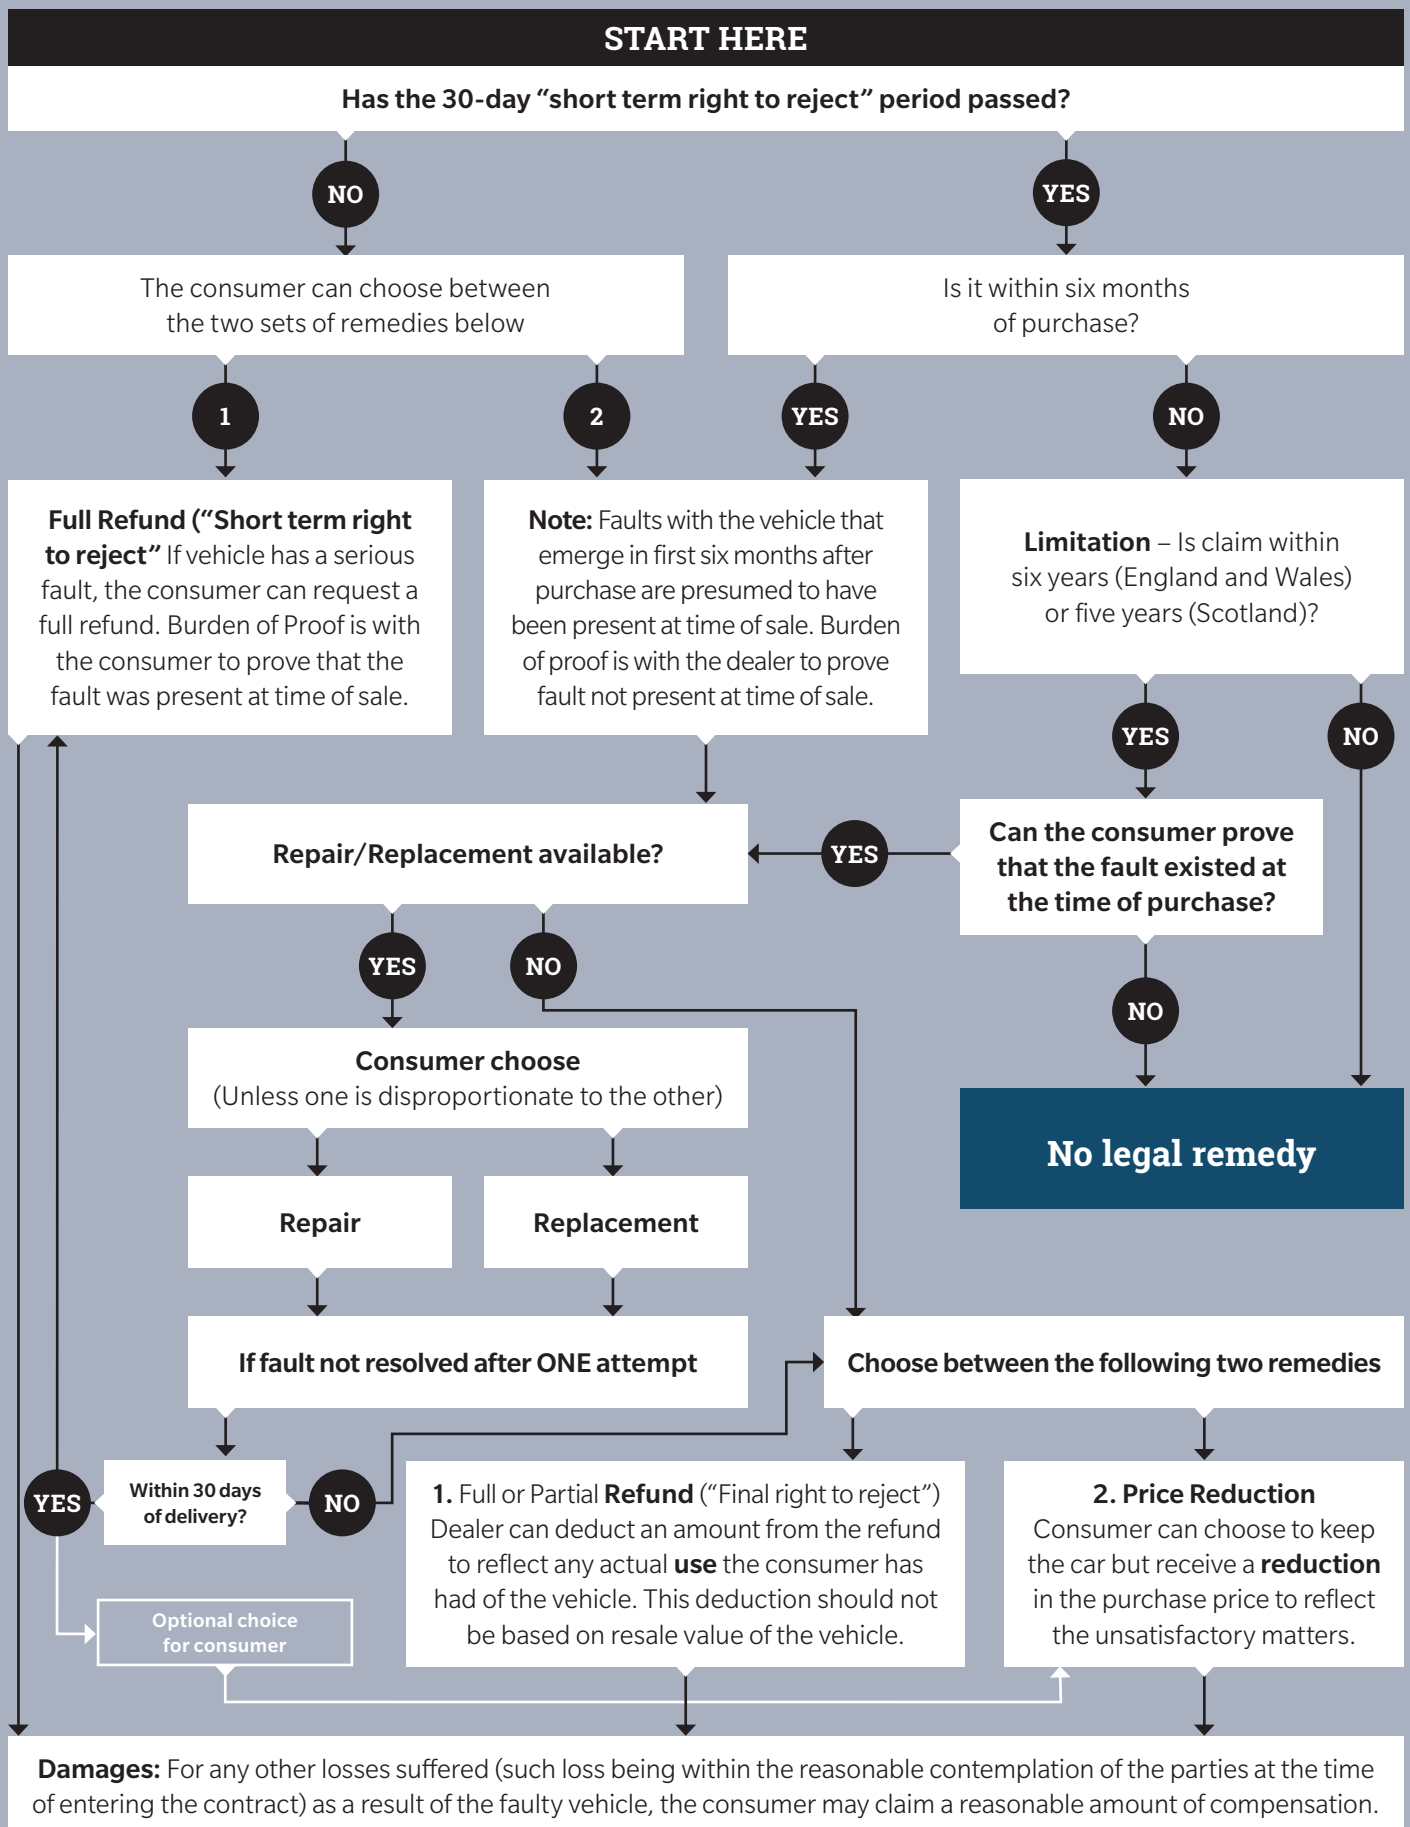 START HERE
Has the 30-day “short term right to reject” period passed?
NO
YES
The consumer can choose between
the two sets of remedies below
Is it within six months
of purchase?
1
2
YES
NO
Full Refund (“Short term right
to reject” If vehicle has a serious
fault, the consumer can request a
full refund. Burden of Proof is with
the consumer to prove that the
fault was present at time of sale.
Note: Faults with the vehicle that
emerge in first six months after
purchase are presumed to have
been present at time of sale. Burden
of proof is with the dealer to prove
fault not present at time of sale.
Limitation – Is claim within
six years (England and Wales)
or five years (Scotland)?
YES
NO
Repair/Replacement available?
YES
Can the consumer prove
that the fault existed at
the time of purchase?
YES
NO
NO
Consumer choose
(Unless one is disproportionate to the other)
No legal remedy
Repair
Replacement
If fault not resolved after ONE attempt
Choose between the following two remedies
YES
Within 30 days
of delivery?
NO
1. Full or Partial Refund (“Final right to reject”)
Dealer can deduct an amount from the refund
to reflect any actual use the consumer has
had of the vehicle. This deduction should not
be based on resale value of the vehicle.
2. Price Reduction
Consumer can choose to keep
the car but receive a reduction
in the purchase price to reflect
the unsatisfactory matters.
Optional choice
for consumer
Damages: For any other losses suffered (such loss being within the reasonable contemplation of the parties at the time
of entering the contract) as a result of the faulty vehicle, the consumer may claim a reasonable amount of compensation.